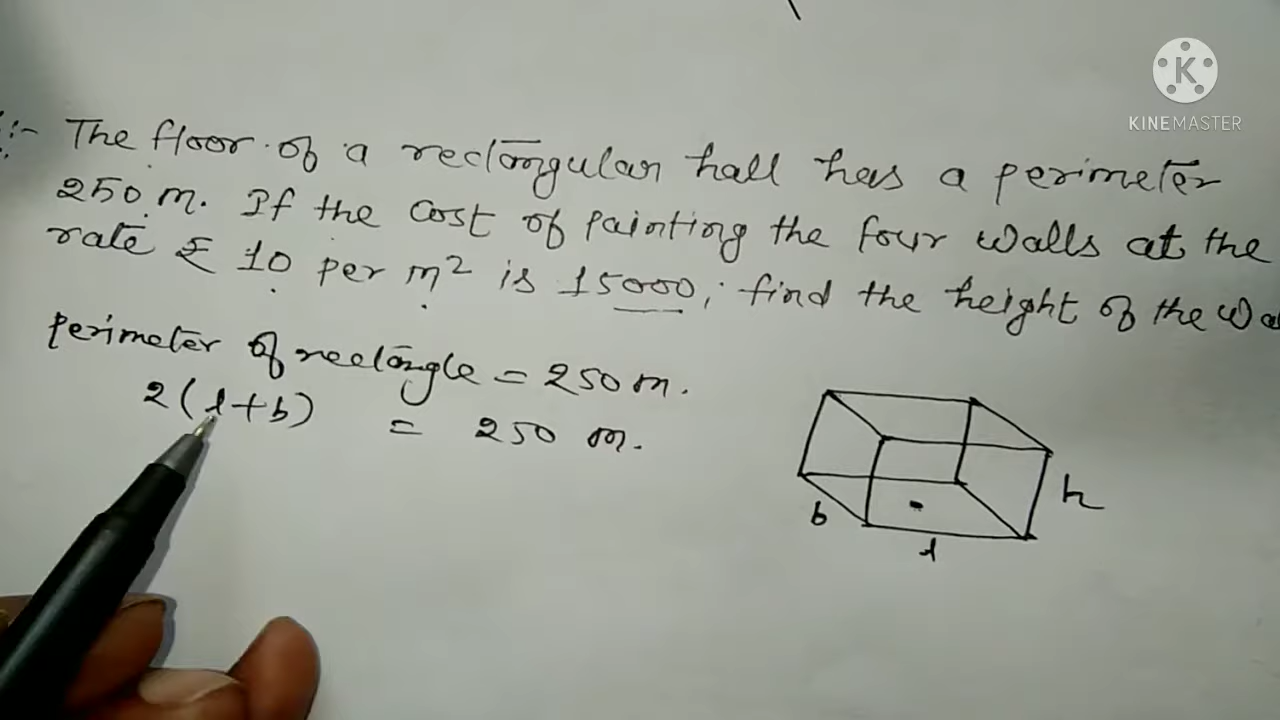 KINEMASTER
The floor of a rectangular hall has a perimeter
250 m. If the cost of painting the four walls at the
rate ₹ 10 per m² is 15000, find the height of the
perimeter of rectangle = 250 m.
2(l+b) = 250 m.
h
b
l